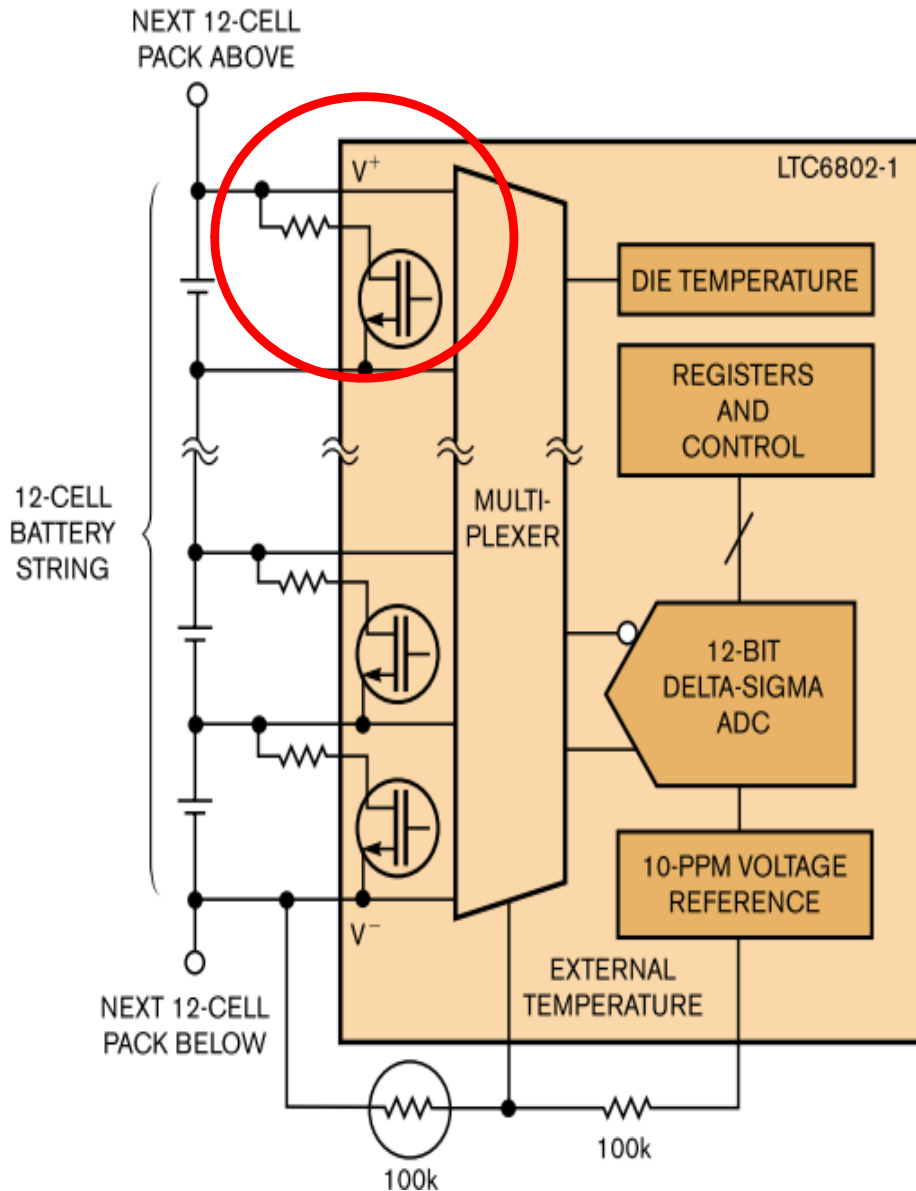 NEXT 12-CELL
PACK ABOVE
V+
LTC6802-1
DIE TEMPERATURE
REGISTERS
AND
CONTROL
12-CELL
BATTERY
STRING
MULTI-
PLEXER
12-BIT
DELTA-SIGMA
ADC
10-PPM VOLTAGE
REFERENCE
V−
EXTERNAL
TEMPERATURE
NEXT 12-CELL
PACK BELOW
100k
100k